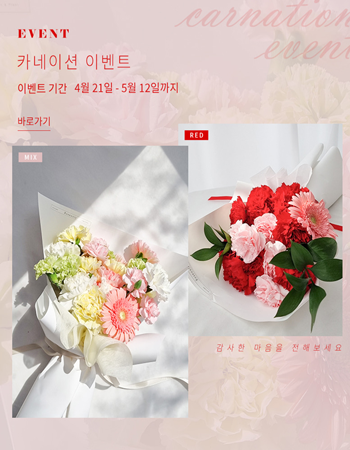 carnation
event
EVENT
카네이션 이벤트
이벤트 기간 4월 21일 - 5월 12일까지
바로가기
RED
MIX
감사한 마음을 전해보세요